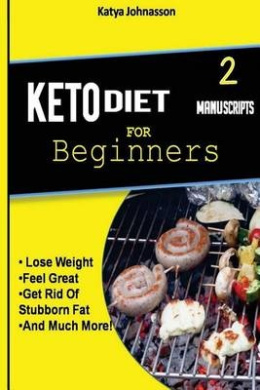 Katya Johnasson
2
KETO DIET
MANUSCRIPTS
FOR
Beginners
• Lose Weight
•Feel Great
•Get Rid Of
Stubborn Fat
•And Much More!